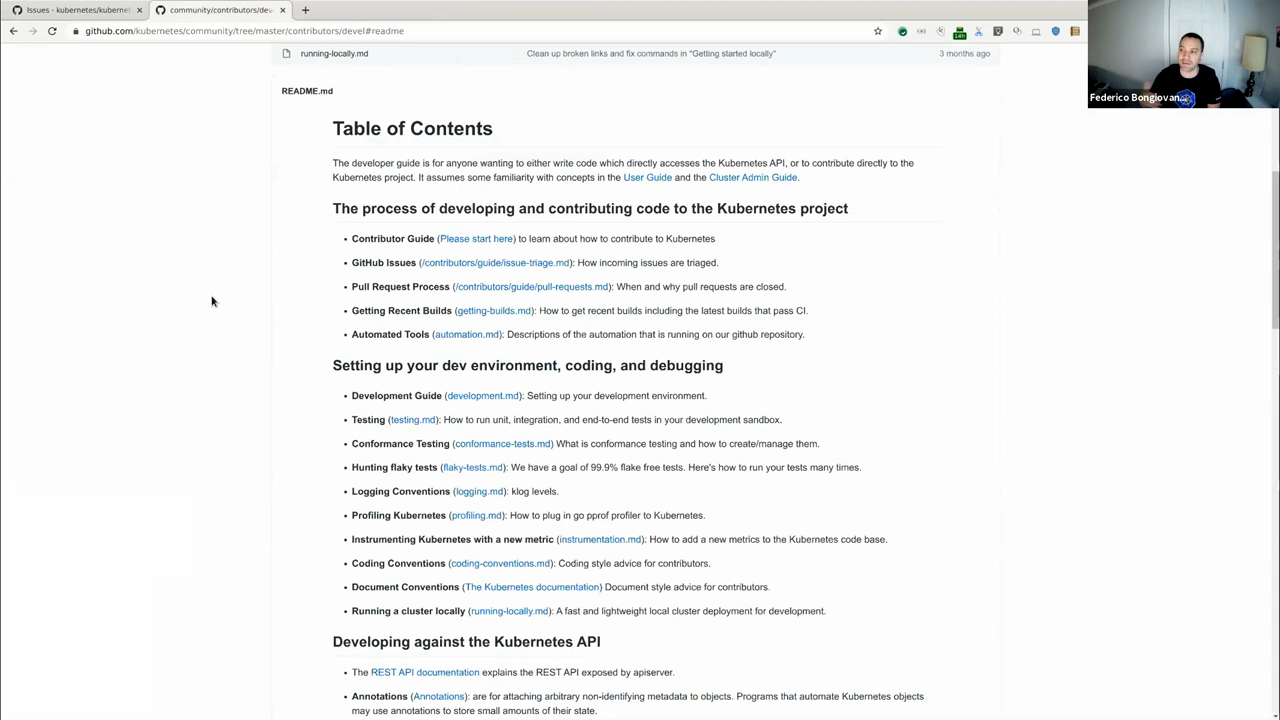 Issues · kubernetes/kubernet
community/contributors/dev
github.com/kubernetes/community/tree/master/contributors/devel#readme
14h
running-locally.md Clean up broken links and fix commands in "Getting started locally" 3 months ago
README.md
Table of Contents
The developer guide is for anyone wanting to either write code which directly accesses the Kubernetes API, or to contribute directly to the
Kubernetes project. It assumes some familiarity with concepts in the User Guide and the Cluster Admin Guide.
The process of developing and contributing code to the Kubernetes project
• Contributor Guide (Please start here) to learn about how to contribute to Kubernetes
• GitHub Issues (/contributors/guide/issue-triage.md): How incoming issues are triaged.
• Pull Request Process (/contributors/guide/pull-requests.md): When and why pull requests are closed.
• Getting Recent Builds (getting-builds.md): How to get recent builds including the latest builds that pass CI.
• Automated Tools (automation.md): Descriptions of the automation that is running on our github repository.
Setting up your dev environment, coding, and debugging
• Development Guide (development.md): Setting up your development environment.
• Testing (testing.md): How to run unit, integration, and end-to-end tests in your development sandbox.
• Conformance Testing (conformance-tests.md) What is conformance testing and how to create/manage them.
• Hunting flaky tests (flaky-tests.md): We have a goal of 99.9% flake free tests. Here's how to run your tests many times.
• Logging Conventions (logging.md): klog levels.
• Profiling Kubernetes (profiling.md): How to plug in go pprof profiler to Kubernetes.
• Instrumenting Kubernetes with a new metric (instrumentation.md): How to add a new metrics to the Kubernetes code base.
• Coding Conventions (coding-conventions.md): Coding style advice for contributors.
• Document Conventions (The Kubernetes documentation) Document style advice for contributors.
• Running a cluster locally (running-locally.md): A fast and lightweight local cluster deployment for development.
Developing against the Kubernetes API
• The REST API documentation explains the REST API exposed by apiserver.
• Annotations (Annotations): are for attaching arbitrary non-identifying metadata to objects. Programs that automate Kubernetes objects
may use annotations to store small amounts of their state.
Federico Bongiovan...